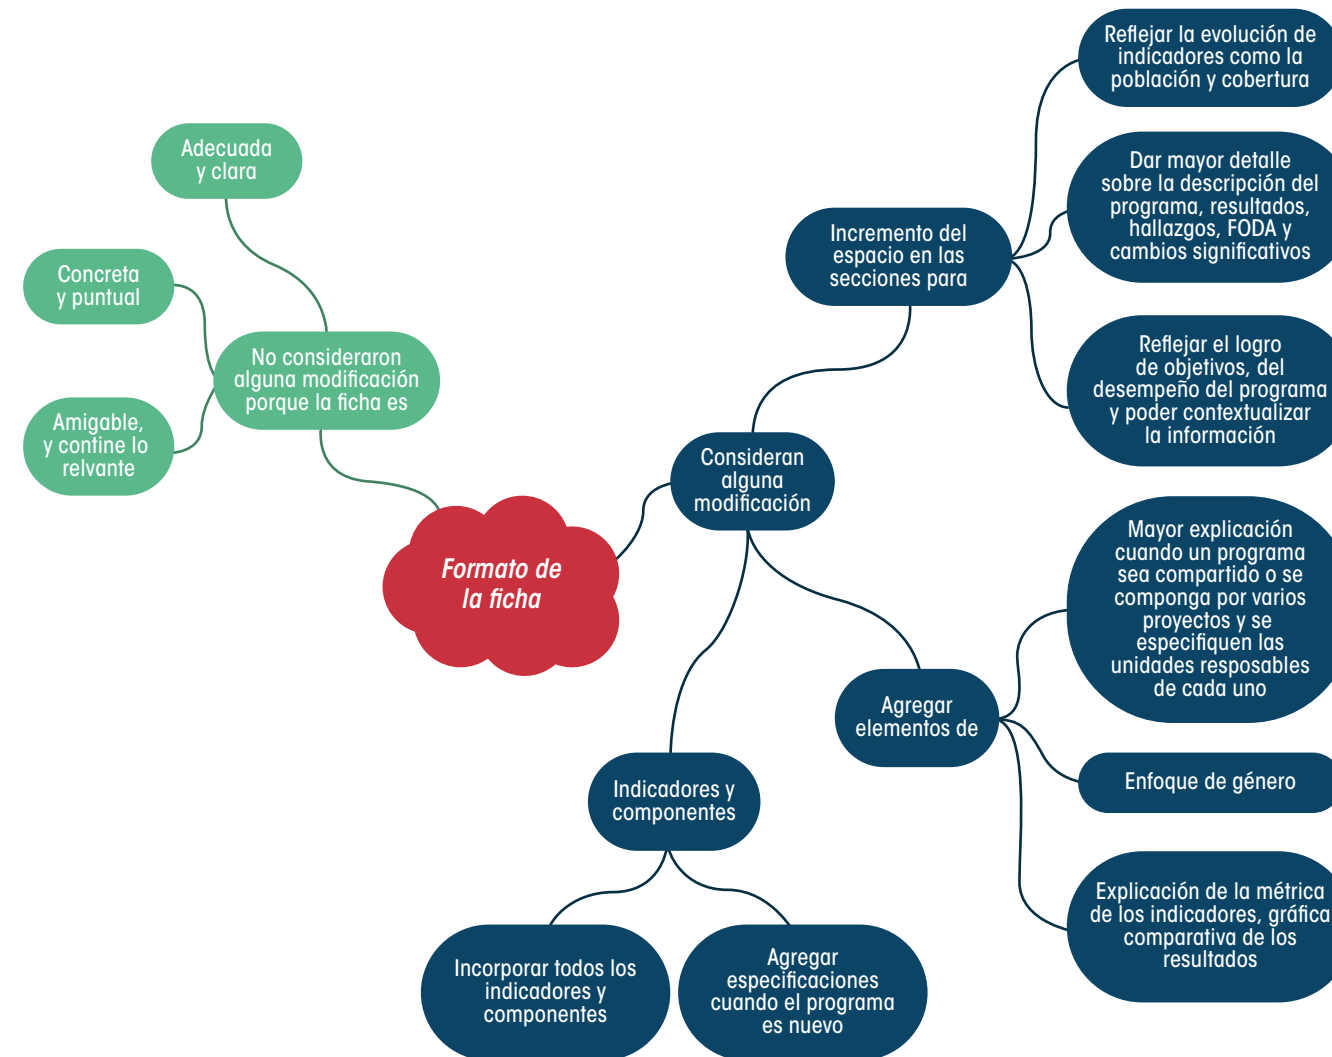 Adecuada
y clara
Concreta
y puntual
Amigable,
y contine lo
relvante
No consideraron
alguna modificación
porque la ficha es
Formato de
la ficha
Consideran
alguna
modificación
Incremento del
espacio en las
secciones para
Reflejar la evolución de
indicadores como la
población y cobertura
Dar mayor detalle
sobre la descripción del
programa, resultados,
hallazgos, FODA y
cambios significativos
Reflejar el logro
de objetivos, del
desempeño del programa
y poder contextualizar
la información
Agregar
elementos de
Mayor explicación
cuando un programa
sea compartido o se
componga por varios
proyectos y se
especifiquen las
unidades resposables
de cada uno
Enfoque de género
Explicación de la métrica
de los indicadores, gráfica
comparativa de los
resultados
Indicadores y
componentes
Incorporar todos los
indicadores y
componentes
Agregar
especificaciones
cuando el programa
es nuevo